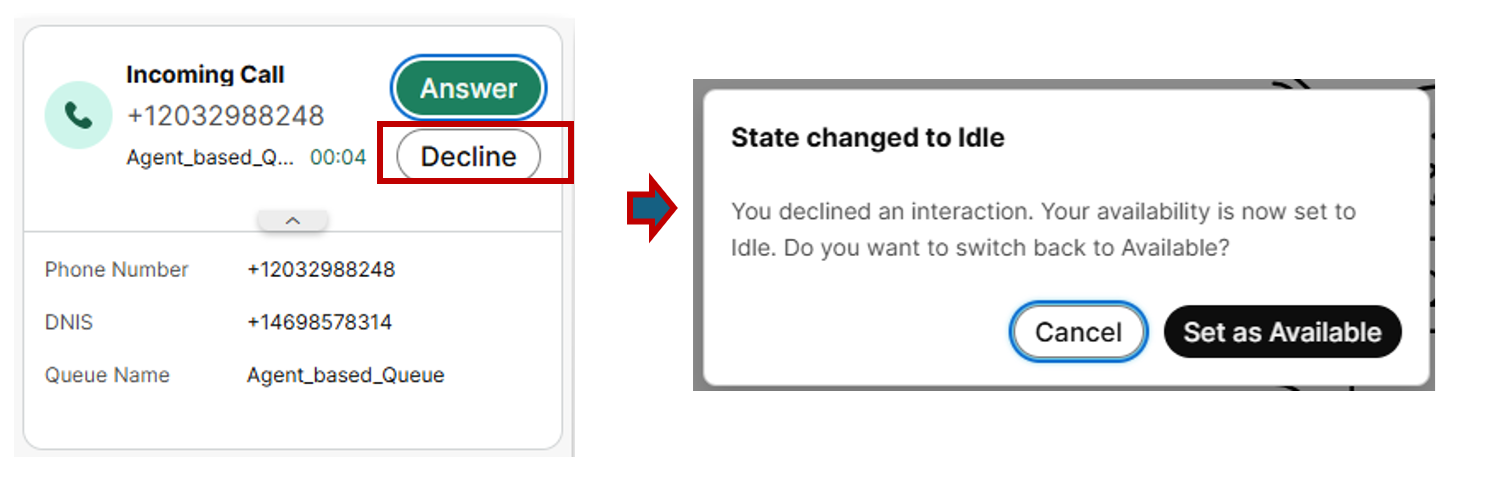 Incoming Call
+12032988248
Agent_based_Q... 00:04
Answer
Decline
Phone Number +12032988248
DNIS +14698578314
Queue Name Agent_based_Queue
State changed to Idle
You declined an interaction. Your availability is now set to
Idle. Do you want to switch back to Available?
Cancel Set as Available